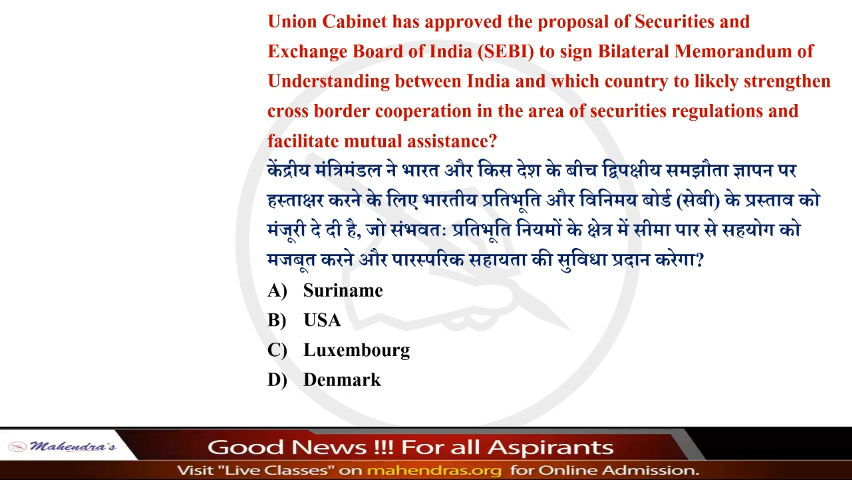 Union Cabinet has approved the proposal of Securities and
Exchange Board of India (SEBI) to sign Bilateral Memorandum of
Understanding between India and which country to likely strengthen
cross border cooperation in the area of securities regulations and
facilitate mutual assistance?
केंद्रीय मंत्रिमंडल ने भारत और किस देश के बीच द्विपक्षीय समझौता ज्ञापन पर
हस्ताक्षर करने के लिए भारतीय प्रतिभूति और विनिमय बोर्ड (सेबी) के प्रस्ताव को
मंजूरी दे दी है, जो संभवतः प्रतिभूति नियमों के क्षेत्र में सीमा पार से सहयोग को
मजबूत करने और पारस्परिक सहायता की सुविधा प्रदान करेगा?
A) Suriname
B) USA
C) Luxembourg
D) Denmark
Mahendra's
Good News !!! For all Aspirants
Visit "Live Classes" on mahendras.org for Online Admission.